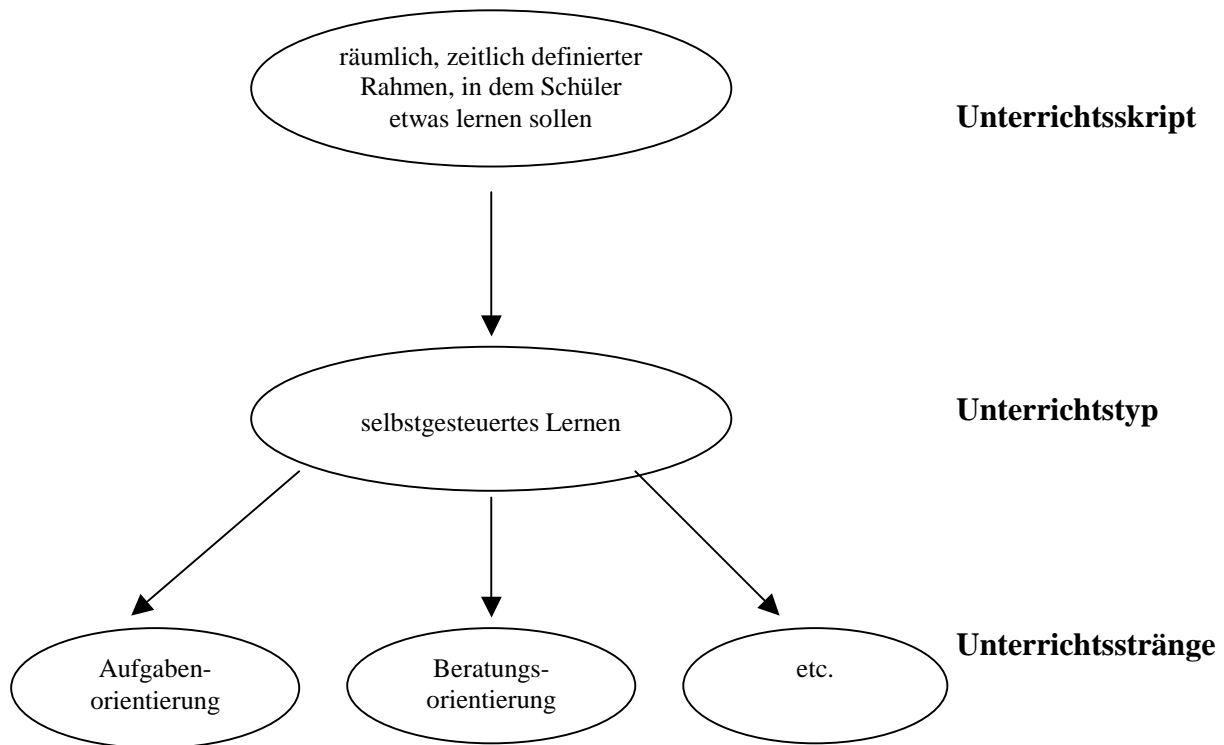 räumlich, zeitlich definierter
Rahmen, in dem Schüler
etwas lernen sollen
Unterrichtsskript
selbstgesteuertes Lernen
Unterrichtstyp
Aufgaben-
orientierung
Beratungs-
orientierung
etc.
Unterrichtsstränge